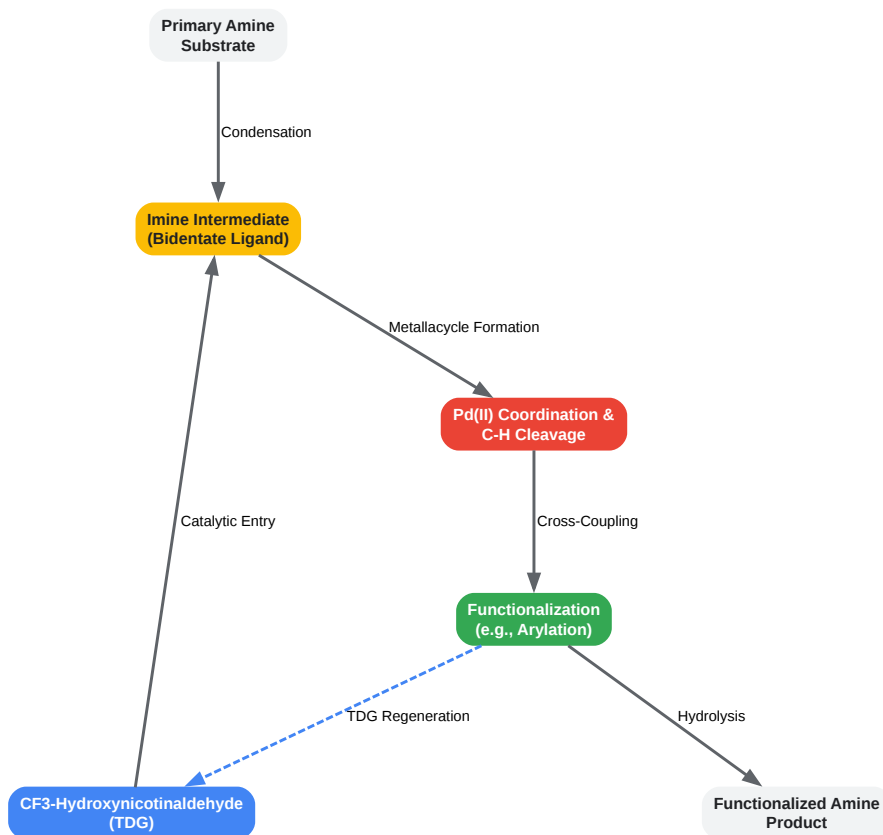 Primary Amine
Substrate
Condensation
Imine Intermediate
(Bidentate Ligand)
Metallacycle Formation
Pd(II) Coordination &
C-H Cleavage
Catalytic Entry
Cross-Coupling
Functionalization
(e.g., Arylation)
TDG Regeneration
Hydrolysis
CF3-Hydroxynicotinaldehyde
(TDG)
Functionalized Amine
Product